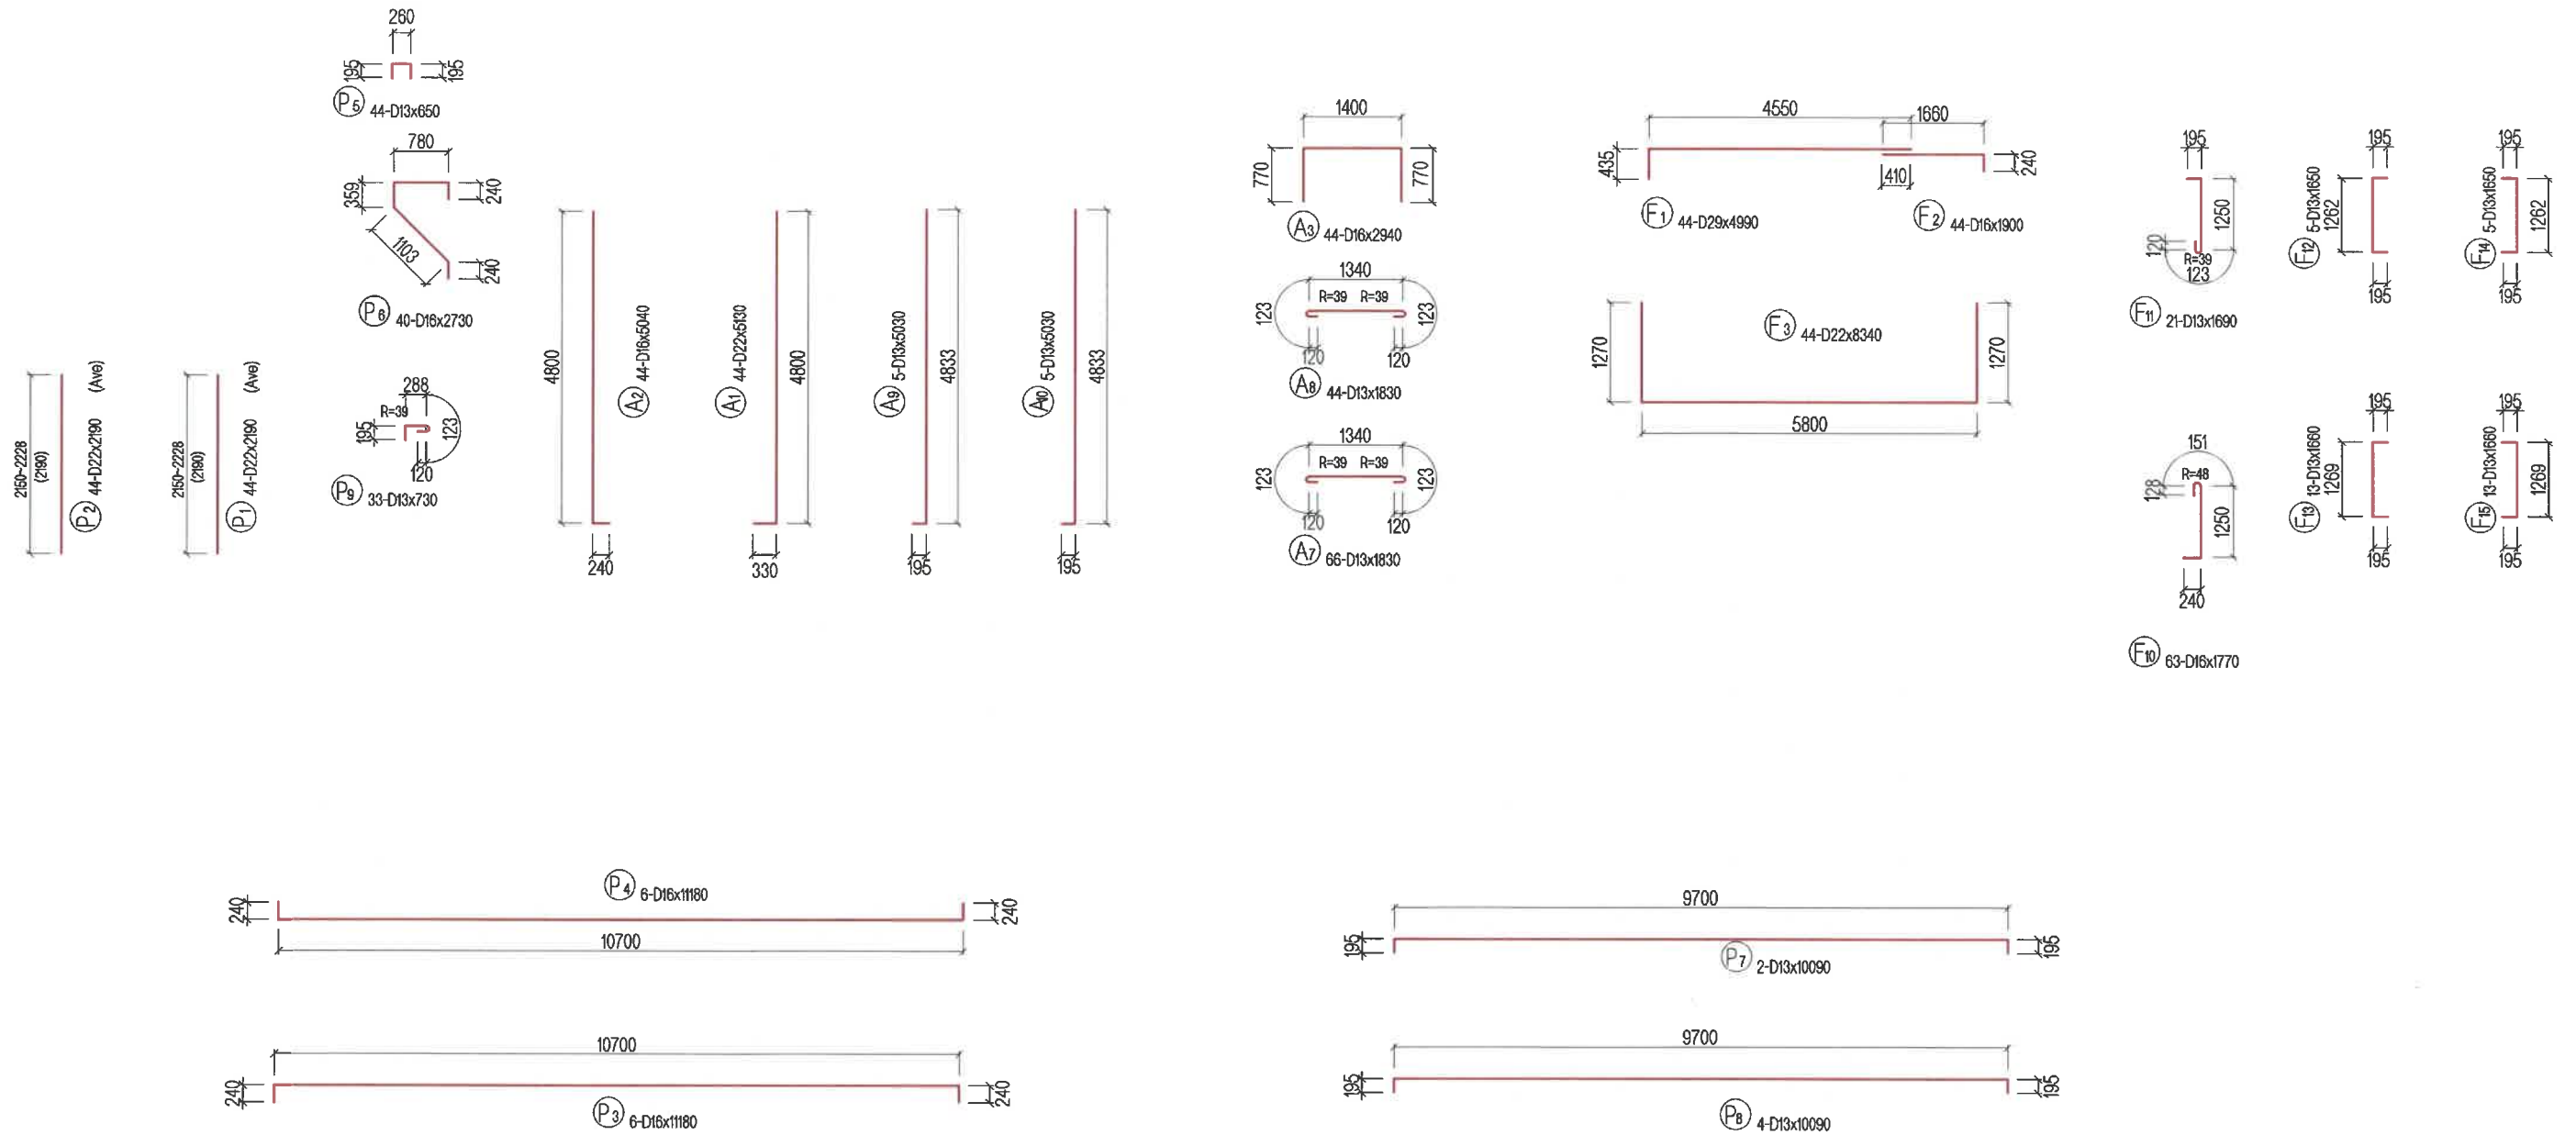 260
195
195
P5 44-D13x650
780
359
240
1103
240
P6 40-D16x2730
288
R=39
195
123
120
P9 33-D13x730
2150~2228
(2190)
P2 44-D22x2190 (Ave)
2150~2228
(2190)
P1 44-D22x2190 (Ave)
4800
A2 44-D16x5040
240
A1 44-D22x5130
4800
330
A9 5-D13x5030
4833
195
A10 5-D13x5030
4833
195
1400
770
770
A3 44-D16x2940
1340
R=39 R=39
123
123
120
120
A8 44-D13x1830
1340
R=39 R=39
123
123
120
120
A7 66-D13x1830
4550
1660
435
410
240
F1 44-D29x4990
F2 44-D16x1900
1270
F3 44-D22x8340
1270
5800
195
1250
120
R=39
123
F11 21-D13x1690
195
F12 5-D13x1650
1262
195
195
F14 5-D13x1650
1262
195
151
R=48
128
1250
240
F10 63-D16x1770
195
F13 13-D13x1660
1269
195
195
F15 13-D13x1660
1269
195
P4 6-D16x11180
240
240
10700
10700
240
240
P3 6-D16x11180
9700
195
195
P7 2-D13x10090
9700
195
195
P8 4-D13x10090